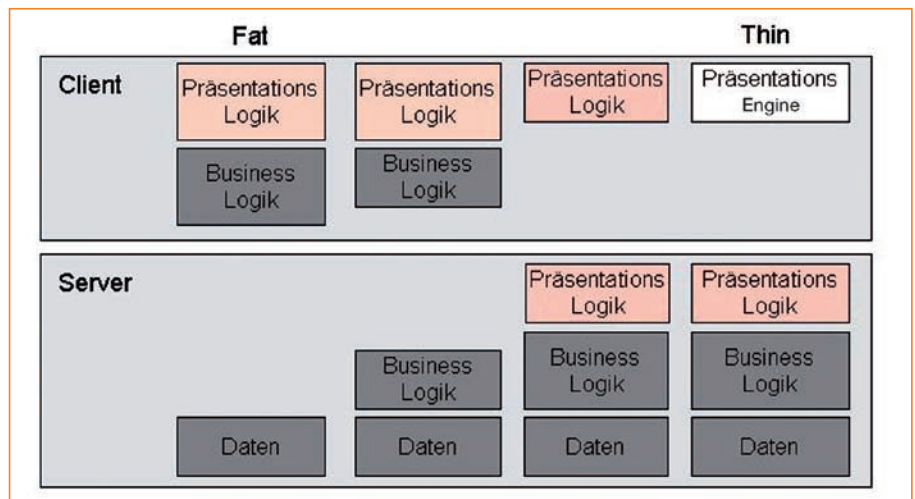 Fat
Thin
Client
Präsentations
Logik
Präsentations
Logik
Präsentations
Logik
Präsentations
Engine
Business
Logik
Business
Logik
Server
Präsentations
Logik
Präsentations
Logik
Business
Logik
Business
Logik
Business
Logik
Daten
Daten
Daten
Daten